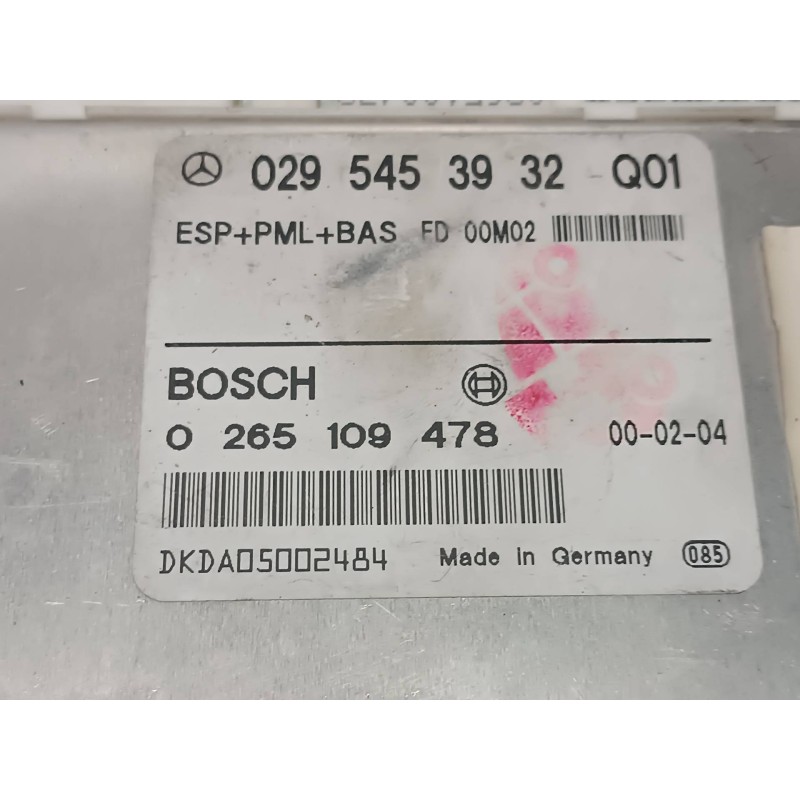 029 545 39 32 Q01
ESP+PML+BAS FD 00M02
BOSCH
0 265 109 478 00-02-04
DKDA05002484 Made in Germany 085